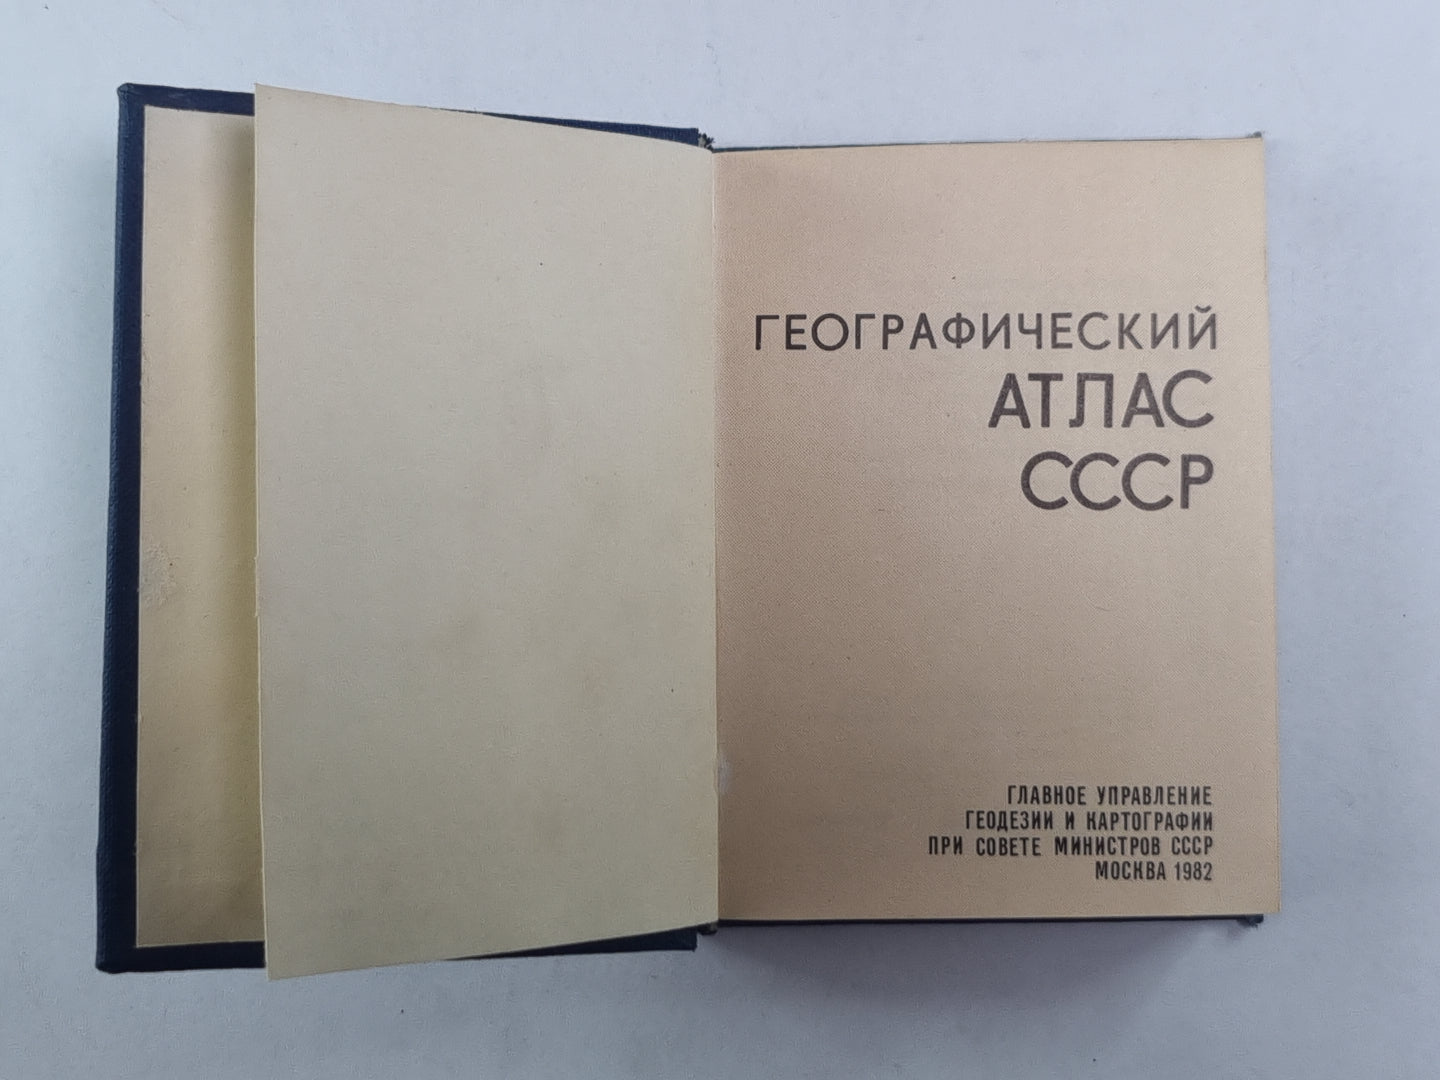 ГЕОГРАФИЧЕСКИЙ
АТЛАС
СССР
ГЛАВНОЕ УПРАВЛЕНИЕ
ГЕОДЕЗИИ И КАРТОГРАФИИ
ПРИ СОВЕТЕ МИНИСТРОВ СССР
МОСКВА 1982